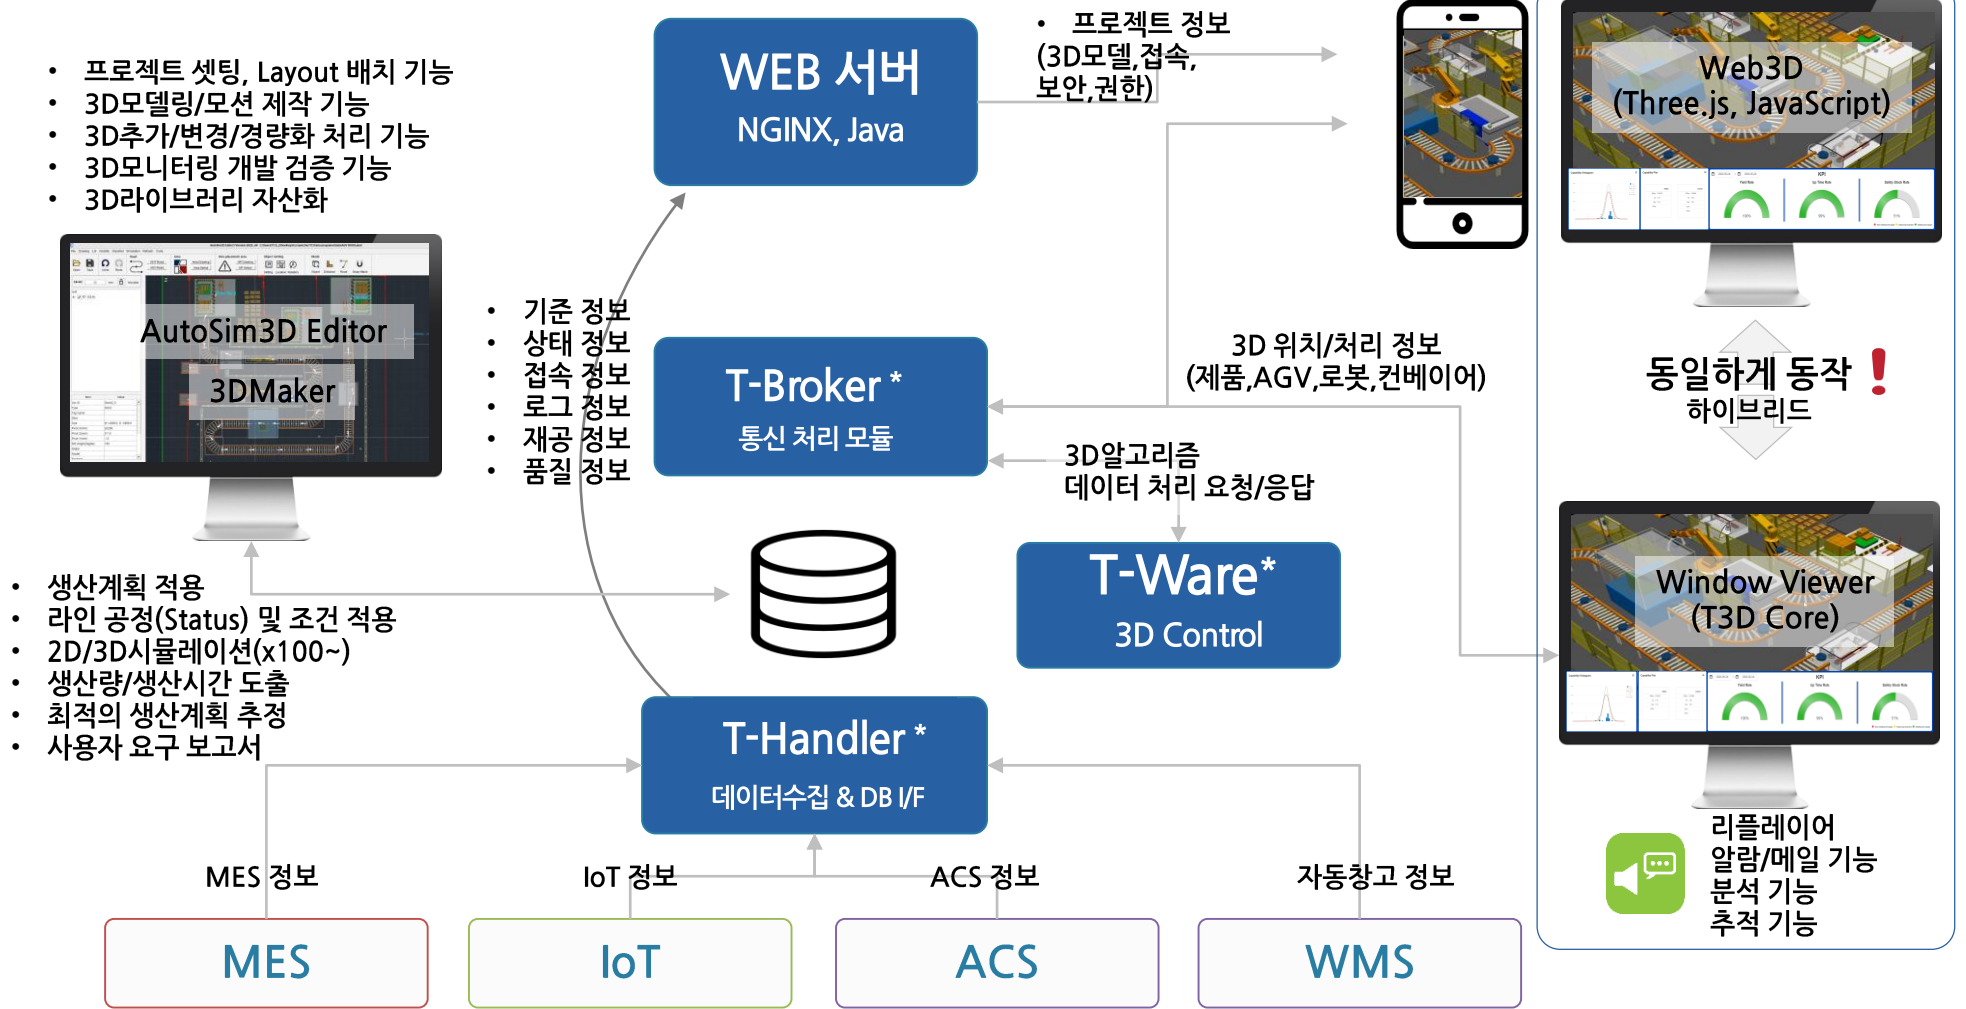 • 프로젝트 셋팅, Layout 배치 기능
• 3D모델링/모션 제작 기능
• 3D추가/변경/경량화 처리 기능
• 3D모니터링 개발 검증 기능
• 3D라이브러리 자산화
AutoSim3D Editor
3DMaker
• 생산계획 적용
• 라인 공정(Status) 및 조건 적용
• 2D/3D시뮬레이션(x100~)
• 생산량/생산시간 도출
• 최적의 생산계획 추정
• 사용자 요구 보고서
WEB 서버
NGINX, Java
• 프로젝트 정보
(3D모델,접속,
보안,권한)
• 기준 정보
• 상태 정보
• 접속 정보
• 로그 정보
• 재공 정보
• 품질 정보
T-Broker *
통신 처리 모듈
3D 위치/처리 정보
(제품,AGV,로봇,컨베이어)
3D알고리즘
데이터 처리 요청/응답
T-Ware*
3D Control
T-Handler *
데이터수집 & DB I/F
MES 정보
IoT 정보
ACS 정보
자동창고 정보
MES
IoT
ACS
WMS
Web3D
(Three.js, JavaScript)
KPI
동일하게 동작
하이브리드
Window Viewer
(T3D Core)
KPI
리플레이어
알람/메일 기능
분석 기능
추적 기능